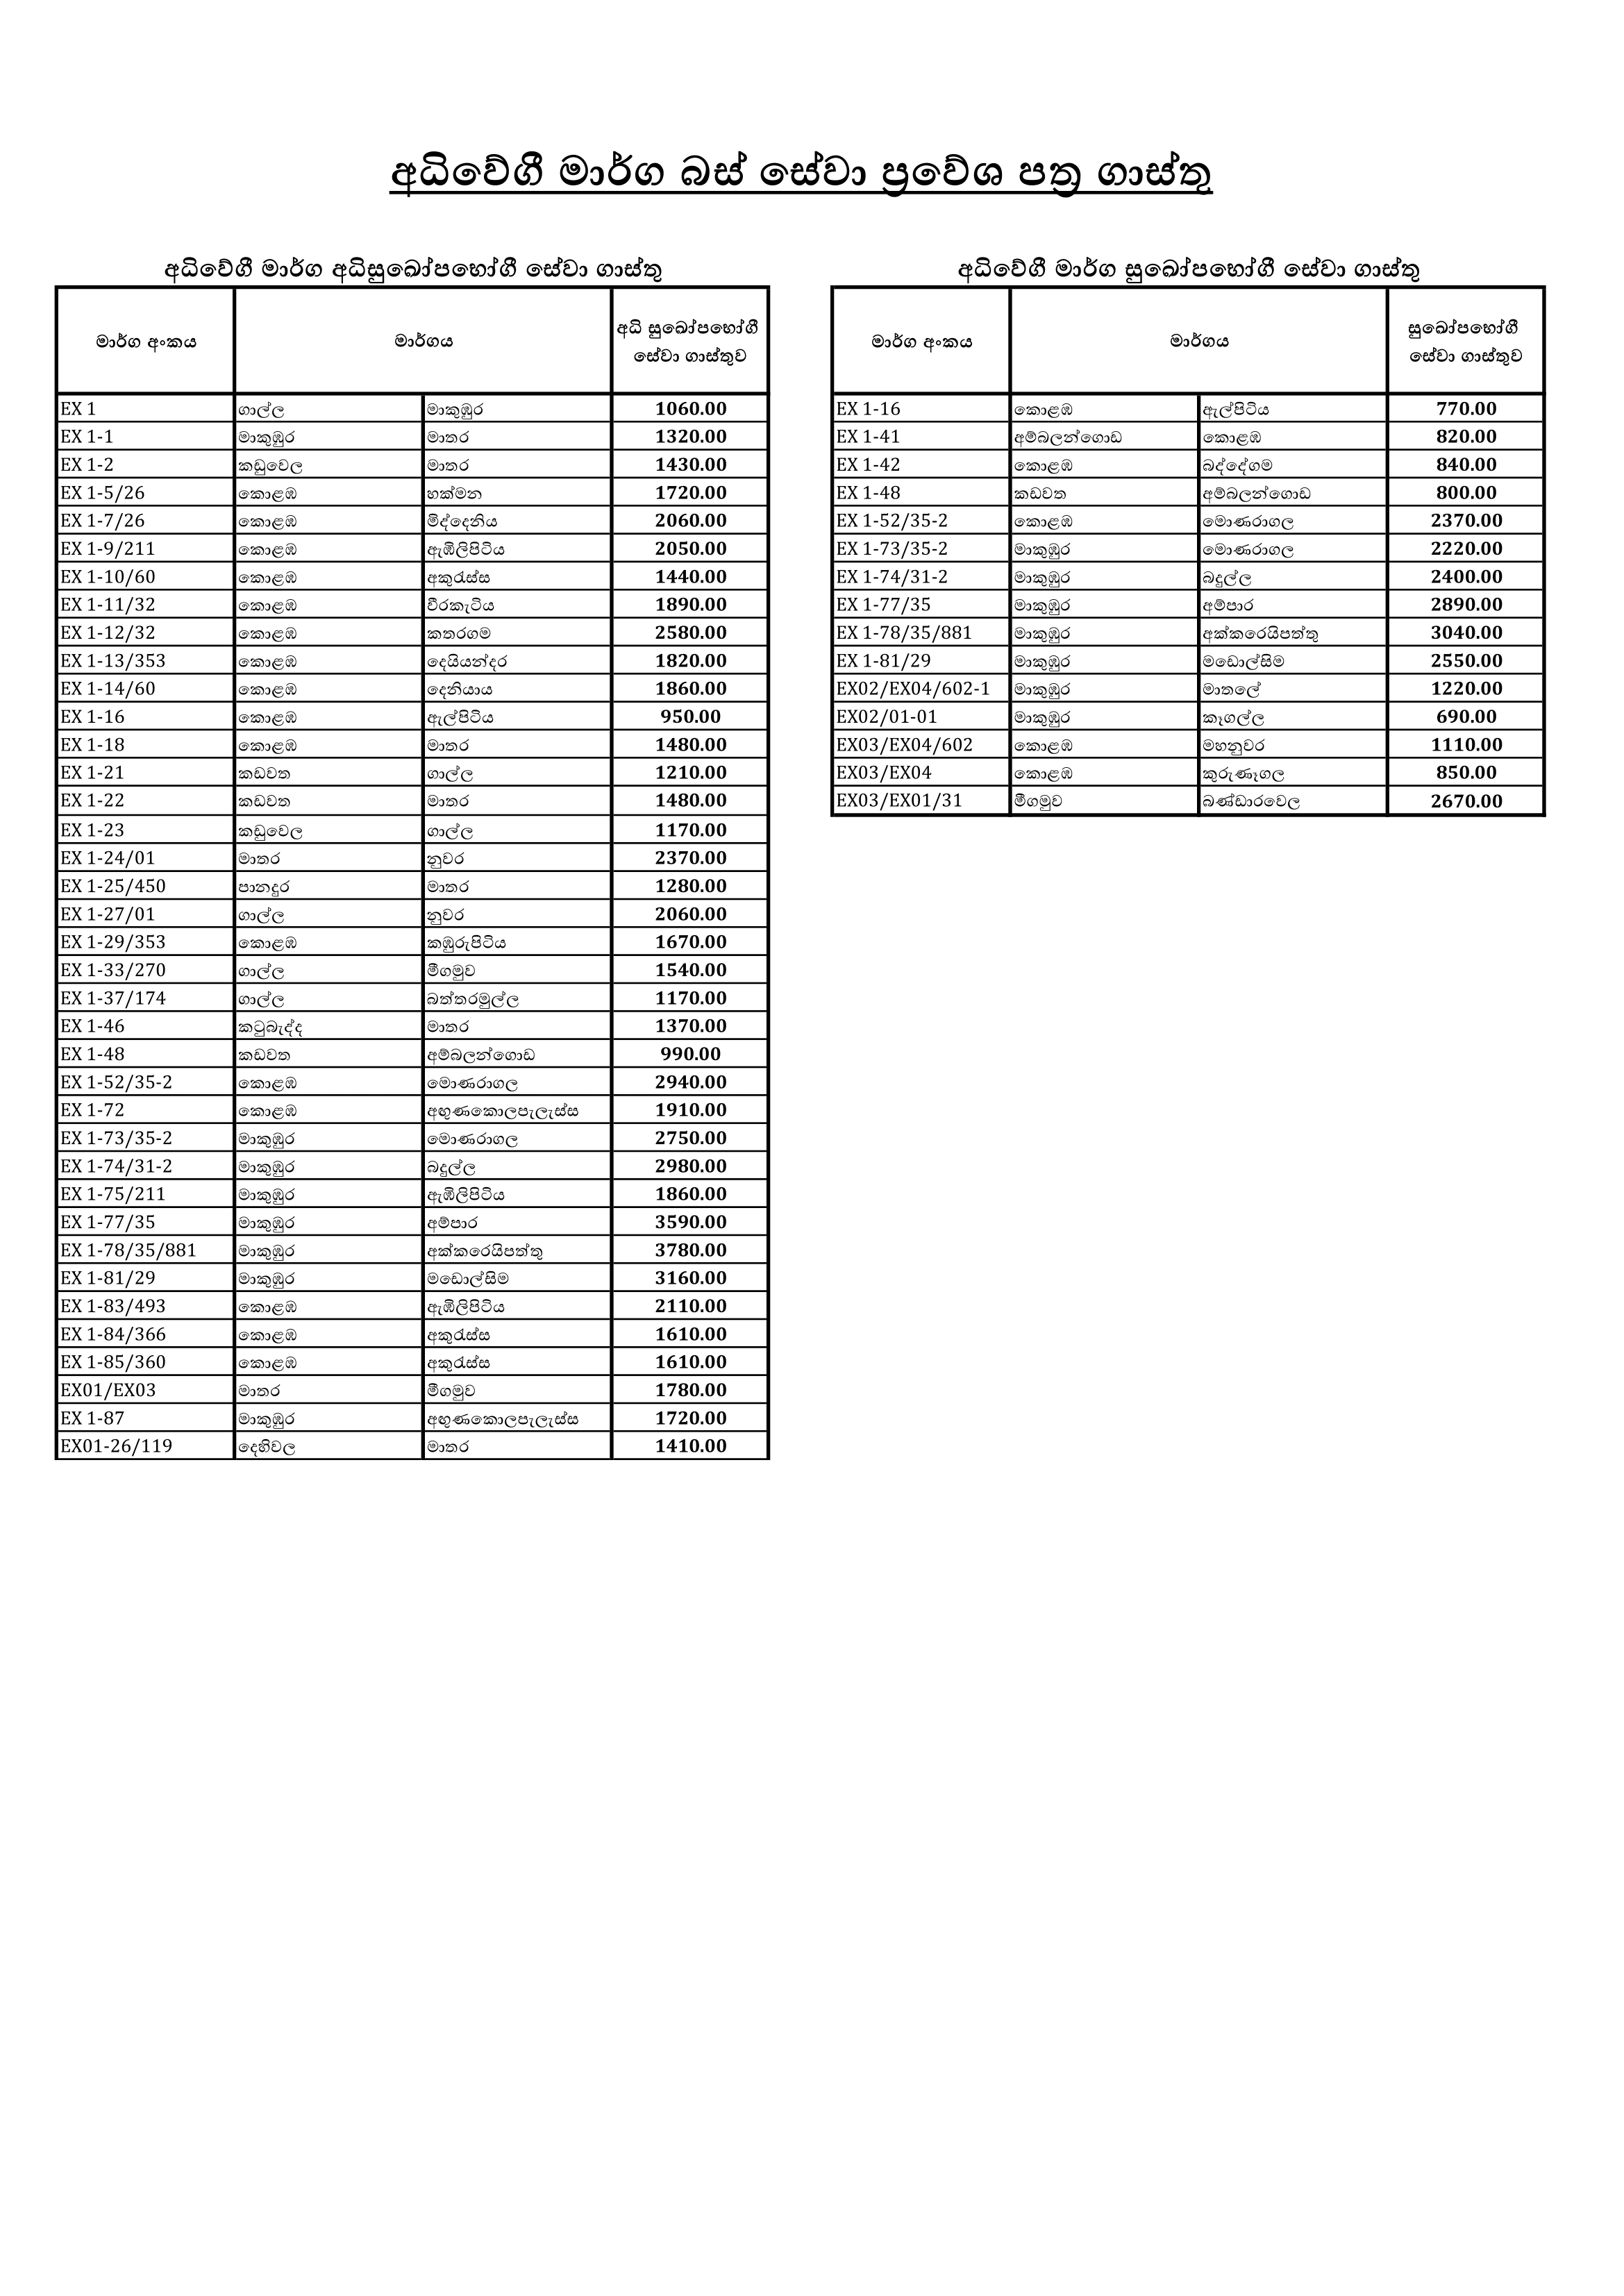 අධිවේගී මාර්ග බස් සේවා ප්‍රවේශ පත්‍ර ගාස්තු
අධිවේගී මාර්ග අධිසුඛෝපභෝගී සේවා ගාස්තු
මාර්ග අංකය මාර්ගය අධි සුඛෝපභෝගී
සේවා ගාස්තුව
EX 1 ගාල්ල මාකුඹුර 1060.00
EX 1-1 මාකුඹුර මාතර 1320.00
EX 1-2 කඩුවෙල මාතර 1430.00
EX 1-5/26 කොළඹ හක්මන 1720.00
EX 1-7/26 කොළඹ මිද්දෙනිය 2060.00
EX 1-9/211 කොළඹ ඇඹිලිපිටිය 2050.00
EX 1-10/60 කොළඹ අකුරැස්ස 1440.00
EX 1-11/32 කොළඹ වීරකැටිය 1890.00
EX 1-12/32 කොළඹ කතරගම 2580.00
EX 1-13/353 කොළඹ දෙයියන්දර 1820.00
EX 1-14/60 කොළඹ දෙනියාය 1860.00
EX 1-16 කොළඹ ඇල්පිටිය 950.00
EX 1-18 කොළඹ මාතර 1480.00
EX 1-21 කඩවත ගාල්ල 1210.00
EX 1-22 කඩවත මාතර 1480.00
EX 1-23 කඩුවෙල ගාල්ල 1170.00
EX 1-24/01 මාතර නුවර 2370.00
EX 1-25/450 පානදුර මාතර 1280.00
EX 1-27/01 ගාල්ල නුවර 2060.00
EX 1-29/353 කොළඹ කඹුරුපිටිය 1670.00
EX 1-33/270 ගාල්ල මීගමුව 1540.00
EX 1-37/174 ගාල්ල බත්තරමුල්ල 1170.00
EX 1-46 කටුබැද්ද මාතර 1370.00
EX 1-48 කඩවත අම්බලන්ගොඩ 990.00
EX 1-52/35-2 කොළඹ මොණරාගල 2940.00
EX 1-72 කොළඹ අඟුණකොලපැලැස්ස 1910.00
EX 1-73/35-2 මාකුඹුර මොණරාගල 2750.00
EX 1-74/31-2 මාකුඹුර බදුල්ල 2980.00
EX 1-75/211 මාකුඹුර ඇඹිලිපිටිය 1860.00
EX 1-77/35 මාකුඹුර අම්පාර 3590.00
EX 1-78/35/881 මාකුඹුර අක්කරෙයිපත්තු 3780.00
EX 1-81/29 මාකුඹුර මඩොල්සිම 3160.00
EX 1-83/493 කොළඹ ඇඹිලිපිටිය 2110.00
EX 1-84/366 කොළඹ අකුරැස්ස 1610.00
EX 1-85/360 කොළඹ අකුරැස්ස 1610.00
EX01/EX03 මාතර මීගමුව 1780.00
EX 1-87 මාකුඹුර අඟුණකොලපැලැස්ස 1720.00
EX01-26/119 දෙහිවල මාතර 1410.00
අධිවේගී මාර්ග සුඛෝපභෝගී සේවා ගාස්තු
මාර්ග අංකය මාර්ගය සුඛෝපභෝගී
සේවා ගාස්තුව
EX 1-16 කොළඹ ඇල්පිටිය 770.00
EX 1-41 අම්බලන්ගොඩ කොළඹ 820.00
EX 1-42 කොළඹ බද්දේගම 840.00
EX 1-48 කඩවත අම්බලන්ගොඩ 800.00
EX 1-52/35-2 කොළඹ මොණරාගල 2370.00
EX 1-73/35-2 මාකුඹුර මොණරාගල 2220.00
EX 1-74/31-2 මාකුඹුර බදුල්ල 2400.00
EX 1-77/35 මාකුඹුර අම්පාර 2890.00
EX 1-78/35/881 මාකුඹුර අක්කරෙයිපත්තු 3040.00
EX 1-81/29 මාකුඹුර මඩොල්සිම 2550.00
EX02/EX04/602-1 මාකුඹුර මාතලේ 1220.00
EX02/01-01 මාකුඹුර කෑගල්ල 690.00
EX03/EX04/602 කොළඹ මහනුවර 1110.00
EX03/EX04 කොළඹ කුරුණෑගල 850.00
EX03/EX01/31 මීගමුව බණ්ඩාරවෙල 2670.00